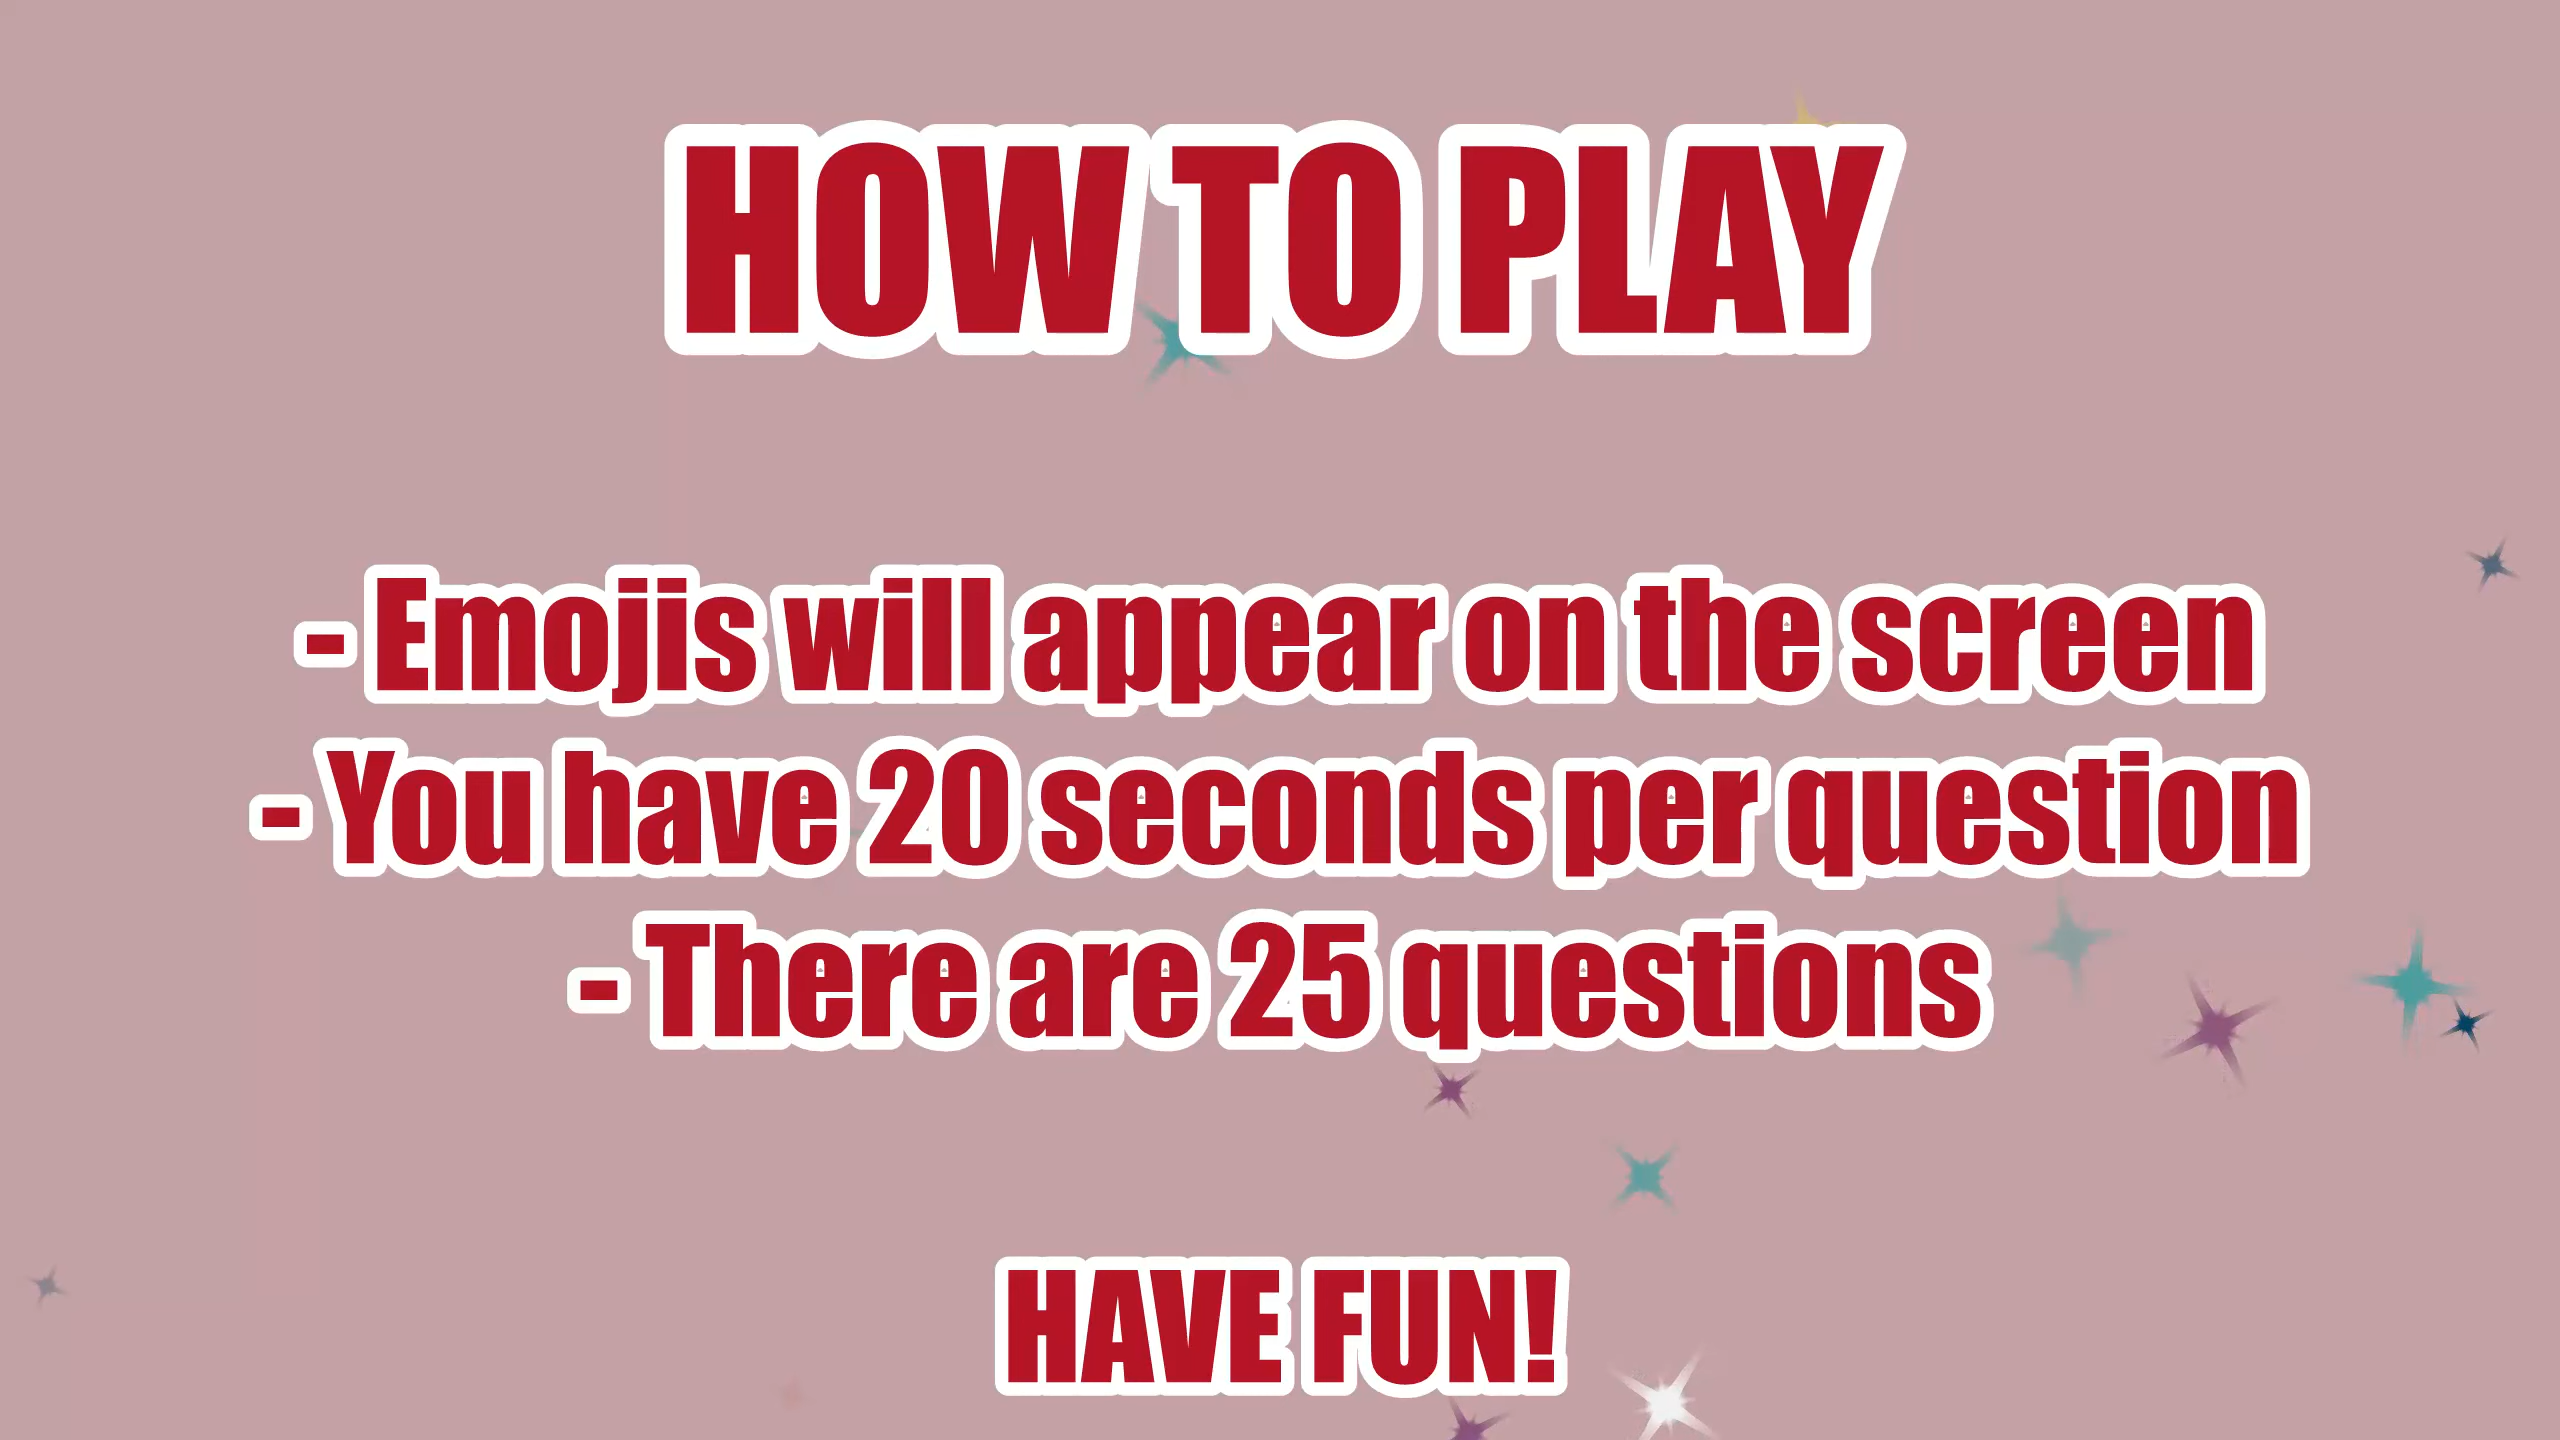 HOW TO PLAY
- Emojis will appear on the screen
- You have 20 seconds per question
- There are 25 questions
HAVE FUN!